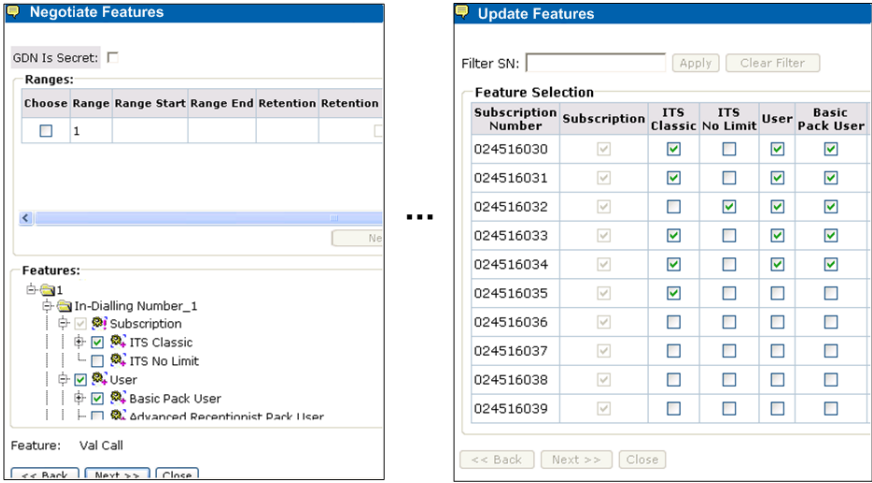 Negotiate Features
GDN Is Secret:
Ranges:
Choose Range Range Start Range End Retention Retention
1
Ne
Features:
1
In-Dialling Number_1
Subscription
ITS Classic
ITS No Limit
User
Basic Pack User
Advanced Receptionist Pack User
Feature: Val Call
<< Back Next >> Close
...
Update Features
Filter SN: Apply Clear Filter
Feature Selection
Subscription Number Subscription ITS Classic ITS No Limit User Basic Pack User
024516030
024516031
024516032
024516033
024516034
024516035
024516036
024516037
024516038
024516039
<< Back Next >> Close